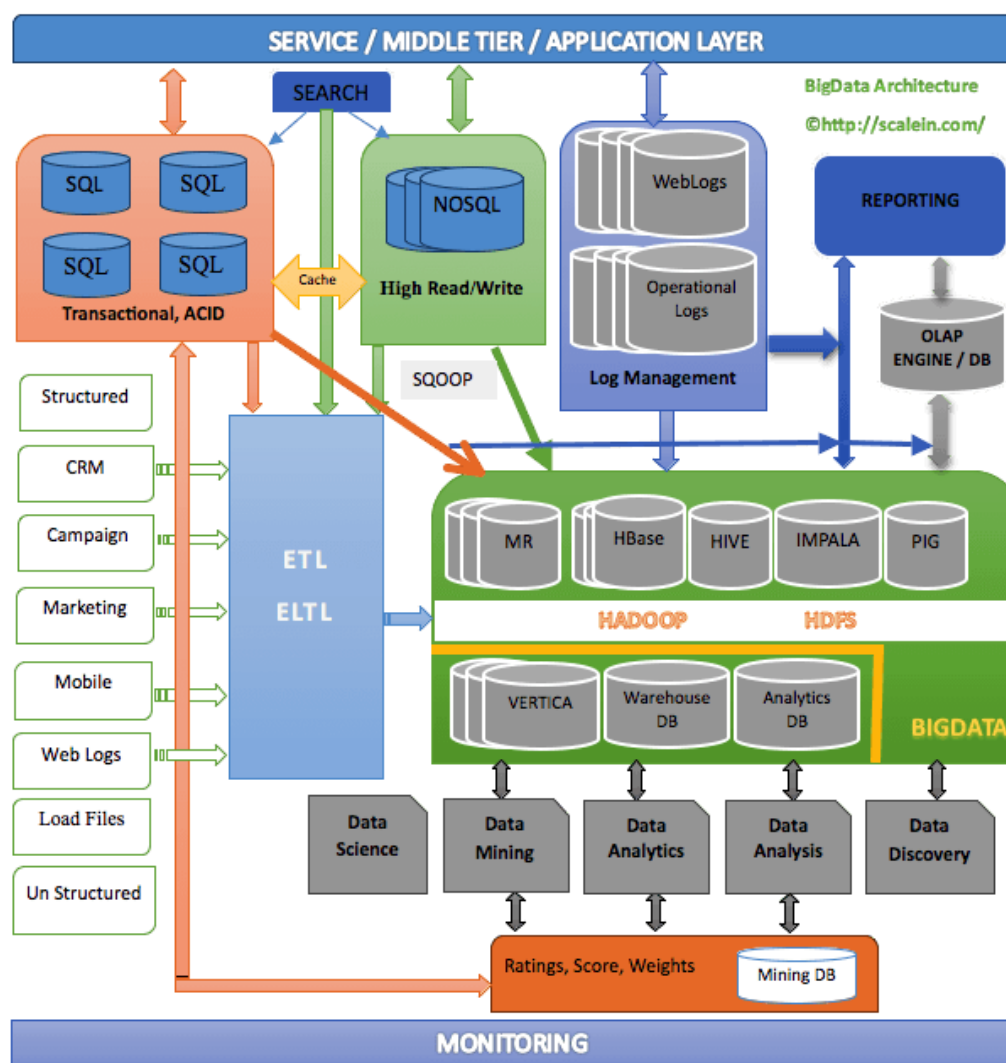 SERVICE / MIDDLE TIER / APPLICATION LAYER
SEARCH
BigData Architecture
©http://scalein.com/
SQL
SQL
SQL
SQL
Transactional, ACID
Cache
NOSQL
High Read/Write
WebLogs
Operational
Logs
Log Management
REPORTING
OLAP
ENGINE / DB
SQOOP
Structured
CRM
Campaign
Marketing
Mobile
Web Logs
Load Files
Un Structured
ETL
ELTL
MR
HBase
HIVE
IMPALA
PIG
HADOOP
HDFS
VERTICA
Warehouse
DB
Analytics
DB
BIGDATA
Data
Science
Data
Mining
Data
Analytics
Data
Analysis
Data
Discovery
Ratings, Score, Weights
Mining DB
MONITORING